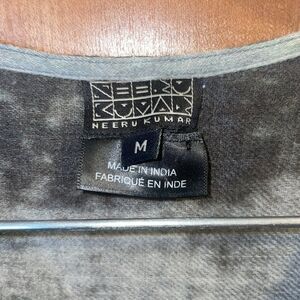 NEERU
KUMAR
NEERU KUMAR
M
MADE IN INDIA
FABRIQUÉ EN INDE